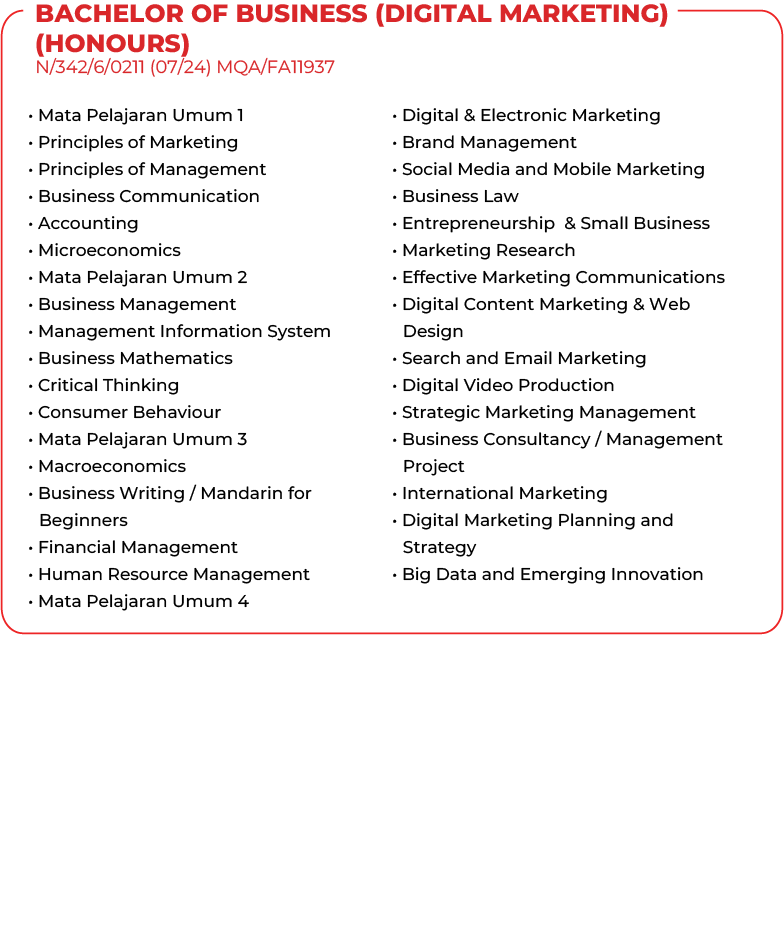 BACHELOR OF BUSINESS (DIGITAL MARKETING)
(HONOURS)
N/342/6/0211 (07/24) MQA/FA11937
• Mata Pelajaran Umum 1
• Principles of Marketing
• Principles of Management
• Business Communication
• Accounting
• Microeconomics
• Mata Pelajaran Umum 2
• Business Management
• Management Information System
• Business Mathematics
• Critical Thinking
• Consumer Behaviour
• Mata Pelajaran Umum 3
• Macroeconomics
• Business Writing / Mandarin for
Beginners
• Financial Management
• Human Resource Management
• Mata Pelajaran Umum 4
• Digital & Electronic Marketing
• Brand Management
• Social Media and Mobile Marketing
• Business Law
• Entrepreneurship  & Small Business
• Marketing Research
• Effective Marketing Communications
• Digital Content Marketing & Web
Design
• Search and Email Marketing
• Digital Video Production
• Strategic Marketing Management
• Business Consultancy / Management
Project
• International Marketing
• Digital Marketing Planning and
Strategy
• Big Data and Emerging Innovation